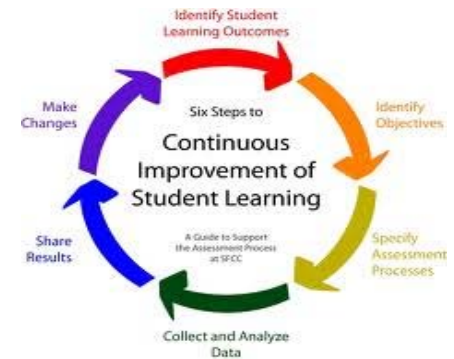 Identify Student
Learning Outcomes
Identify
Objectives
Specify
Assessment
Processes
Collect and Analyze
Data
Share
Results
Make
Changes
Six Steps to
Continuous
Improvement of
Student Learning
A Guide to Support
the Assessment Process
at SFCC